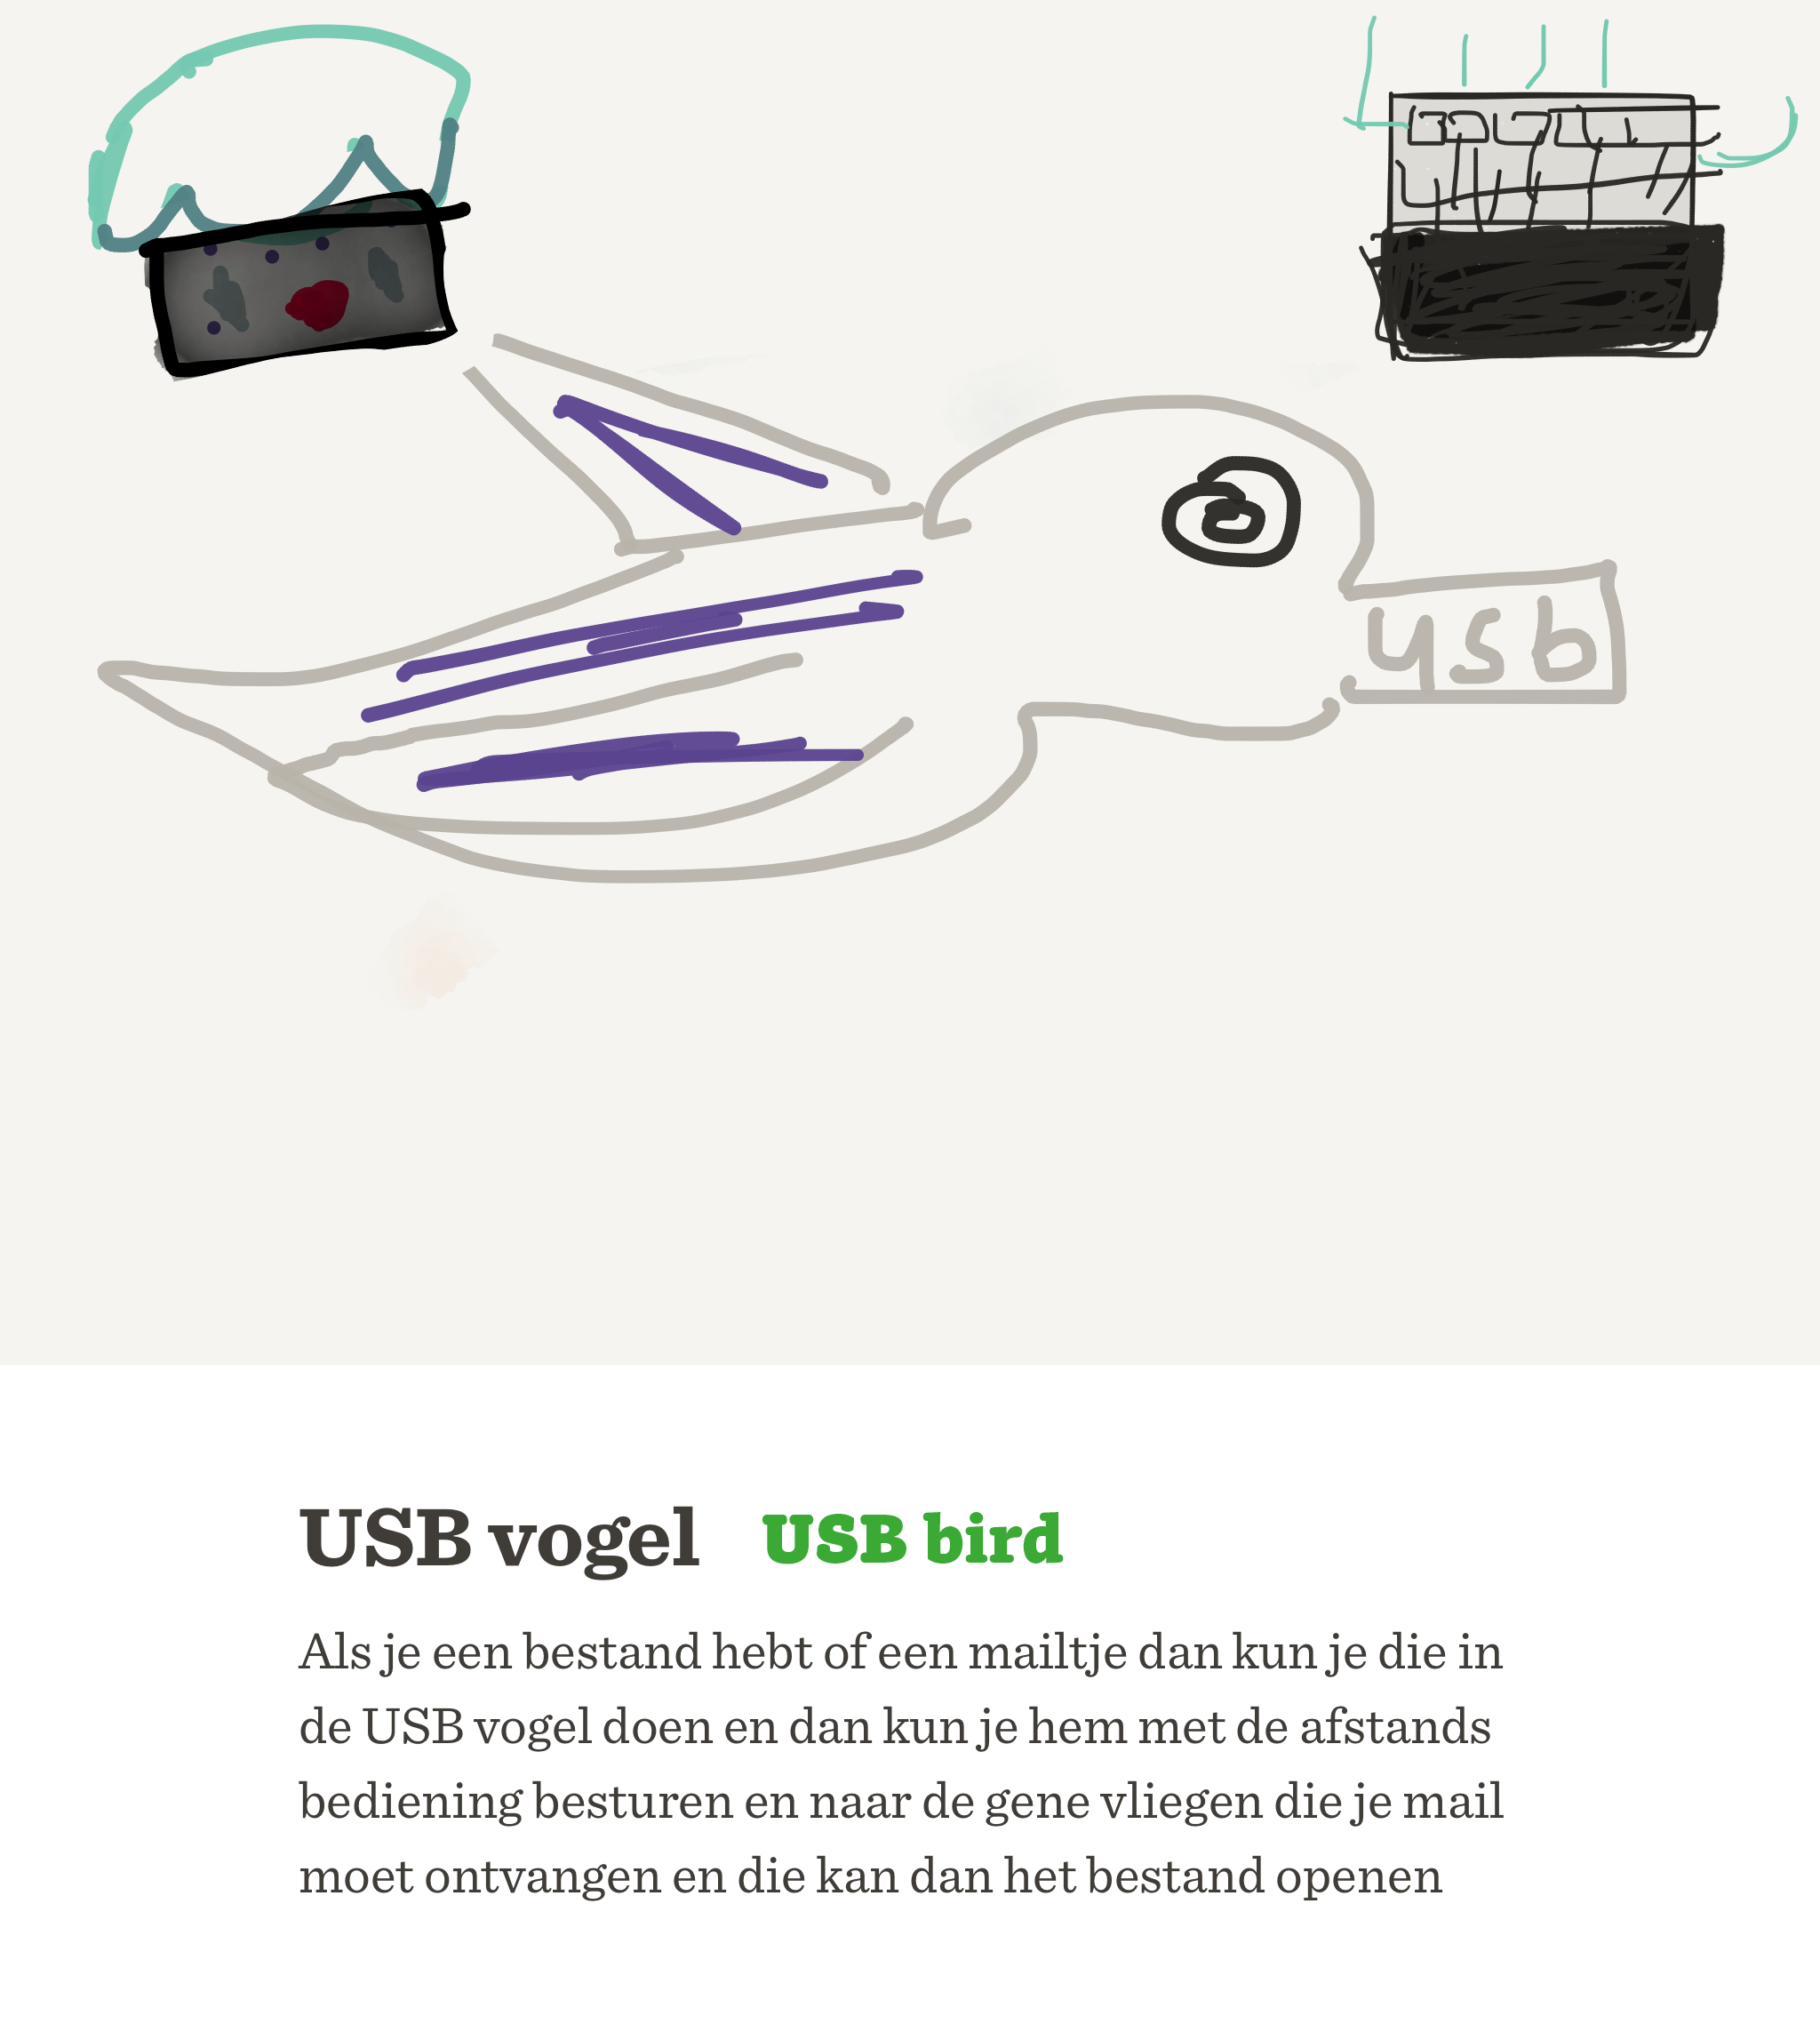 usb
USB vogel USB bird
Als je een bestand hebt of een mailtje dan kun je die in
de USB vogel doen en dan kun je hem met de afstands
bediening besturen en naar de gene vliegen die je mail
moet ontvangen en die kan dan het bestand openen